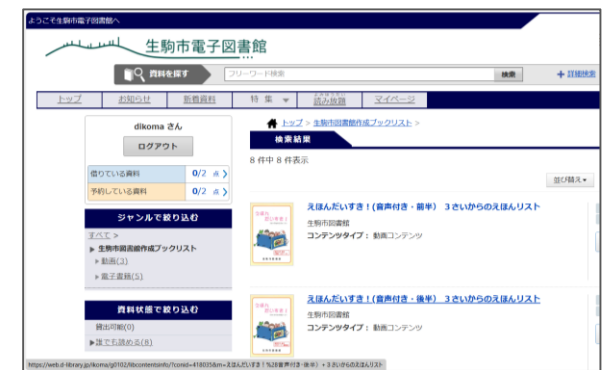 ようこそ生駒市電子図書館へ
生駒市電子図書館
資料を探す
フリーワード検索
検索
+ 詳細検索
トップ
お知らせ
新着資料
特 集 ▼
読み放題
マイページ
dikoma さん
ログアウト
借りている資料 0/2 点 》
予約している資料 0/2 点 》
ジャンルで絞り込む
すべて >
▶ 生駒市図書館作成ブックリスト
▶動画(3)
▶電子書籍(5)
資料状態で絞り込む
貸出可能(0)
▶誰でも読める(8)
トップ > 生駒市図書館作成ブックリスト >
検索結果
8 件中 8 件表示
並び替え▼
えほんだいすき!(音声付き・前半) 3さいからのえほんリスト
生駒市図書館
コンテンツタイプ: 動画コンテンツ
えほんだいすき!(音声付き・後半) 3さいからのえほんリスト
生駒市図書館
コンテンツタイプ: 動画コンテンツ